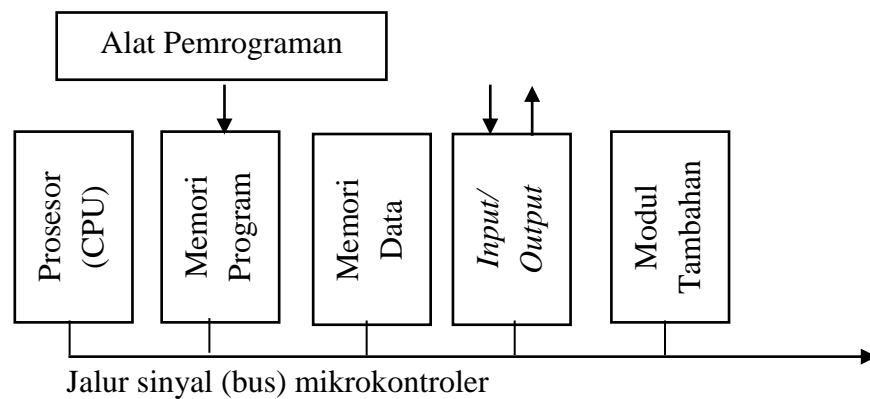 Alat Pemrograman
Prosesor
(CPU)
Memori
Program
Memori
Data
Input/
Output
Modul
Tambahan
Jalur sinyal (bus) mikrokontroler